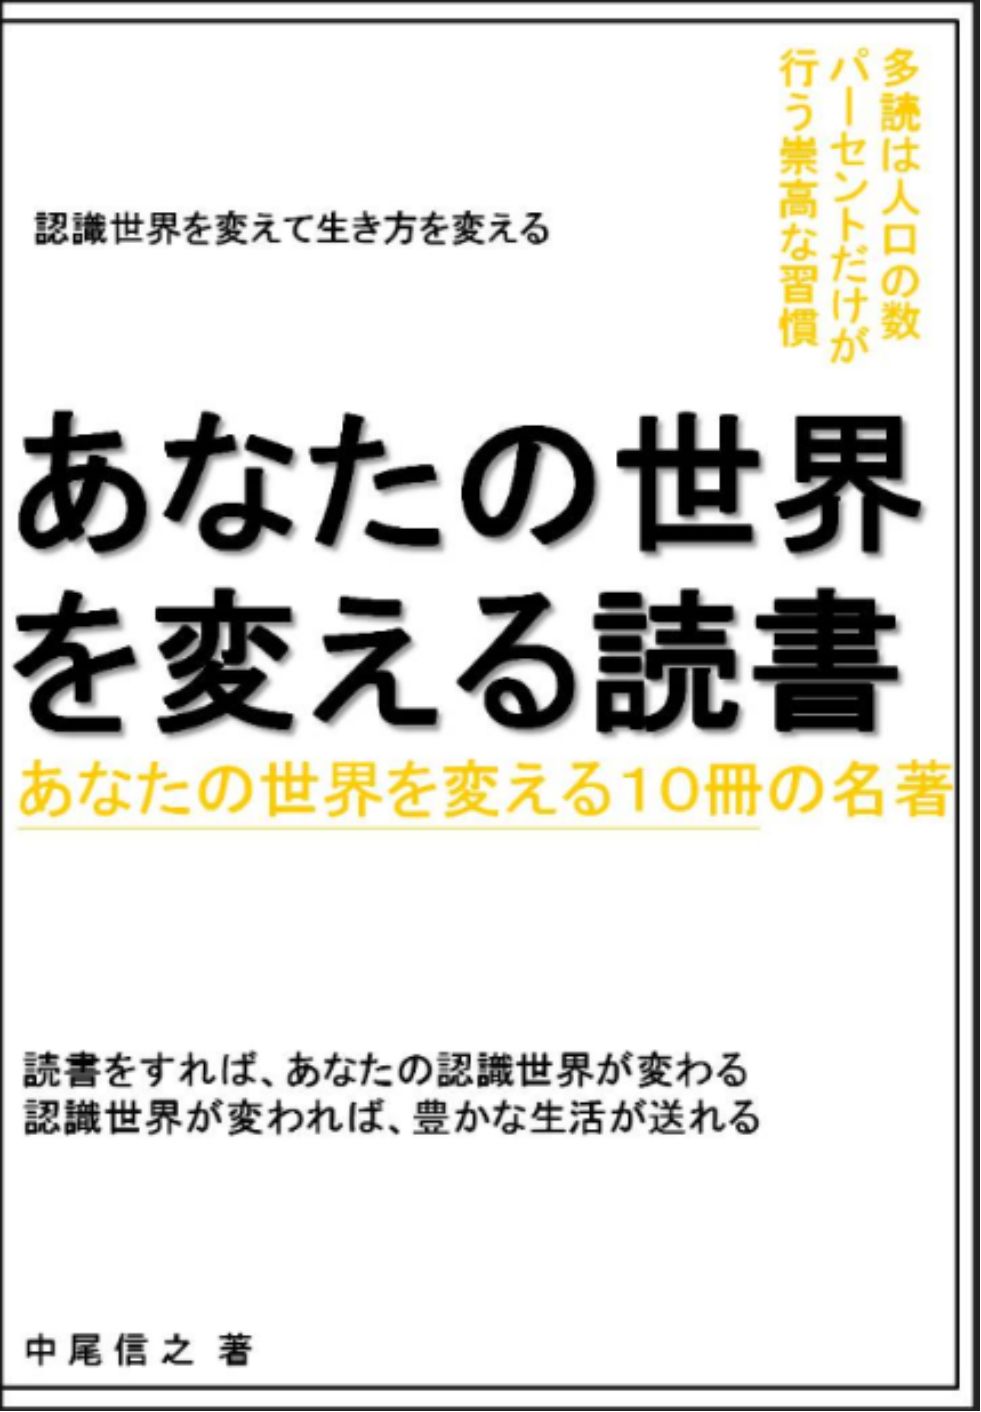 多読は人口の数
パーセントだけが
行う崇高な習慣
認識世界を変えて生き方を変える
あなたの世界
を変える読書
あなたの世界を変える10冊の名著
読書をすれば、あなたの認識世界が変わる
認識世界が変われば、豊かな生活が送れる
中尾信之 著